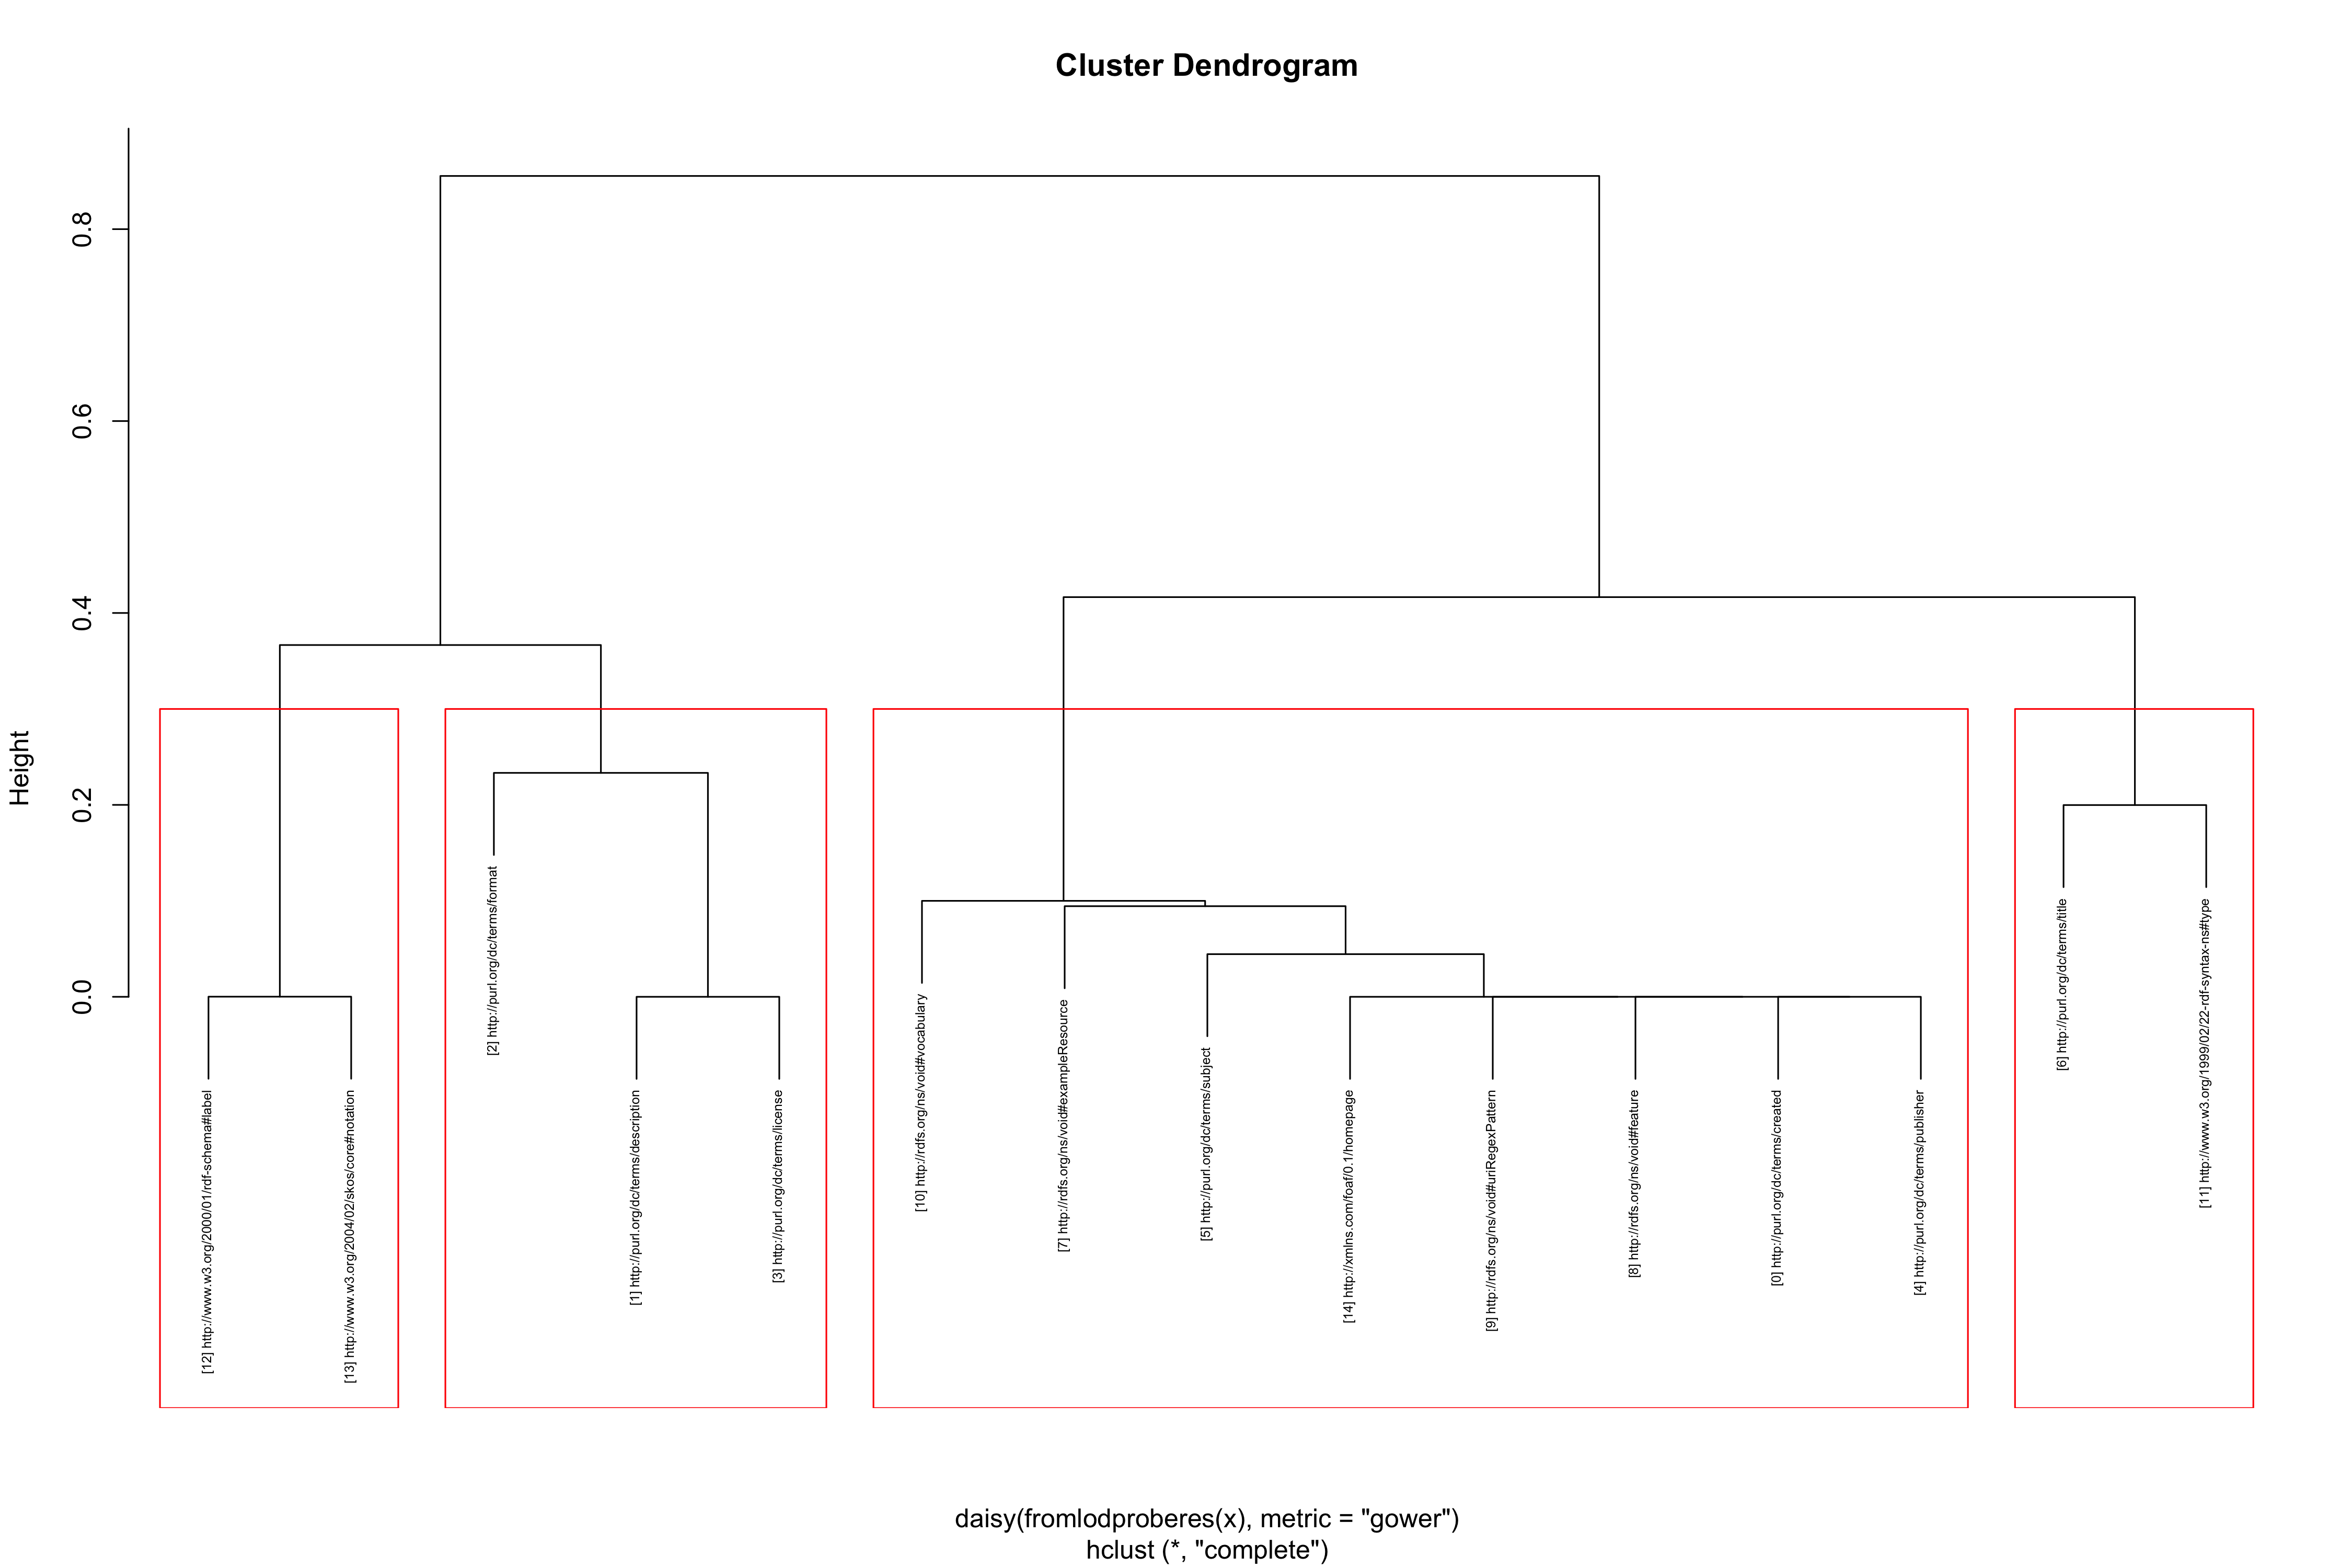 Cluster Dendrogram
Height
0.8
0.6
0.4
0.2
0.0
[12] http://www.w3.org/2000/01/rdf-schema#label
[13] http://www.w3.org/2004/02/skos/core#notation
[2] http://purl.org/dc/terms/format
[1] http://purl.org/dc/terms/description
[3] http://purl.org/dc/terms/license
[10] http://rdfs.org/ns/void#vocabulary
[7] http://rdfs.org/ns/void#exampleResource
[5] http://purl.org/dc/terms/subject
[14] http://xmlns.com/foaf/0.1/homepage
[9] http://rdfs.org/ns/void#uriRegexPattern
[8] http://rdfs.org/ns/void#feature
[0] http://purl.org/dc/terms/created
[4] http://purl.org/dc/terms/publisher
[6] http://purl.org/dc/terms/title
[11] http://www.w3.org/1999/02/22-rdf-syntax-ns#type
daisy(fromlodproberes(x), metric = "gower")
hclust (*, "complete")